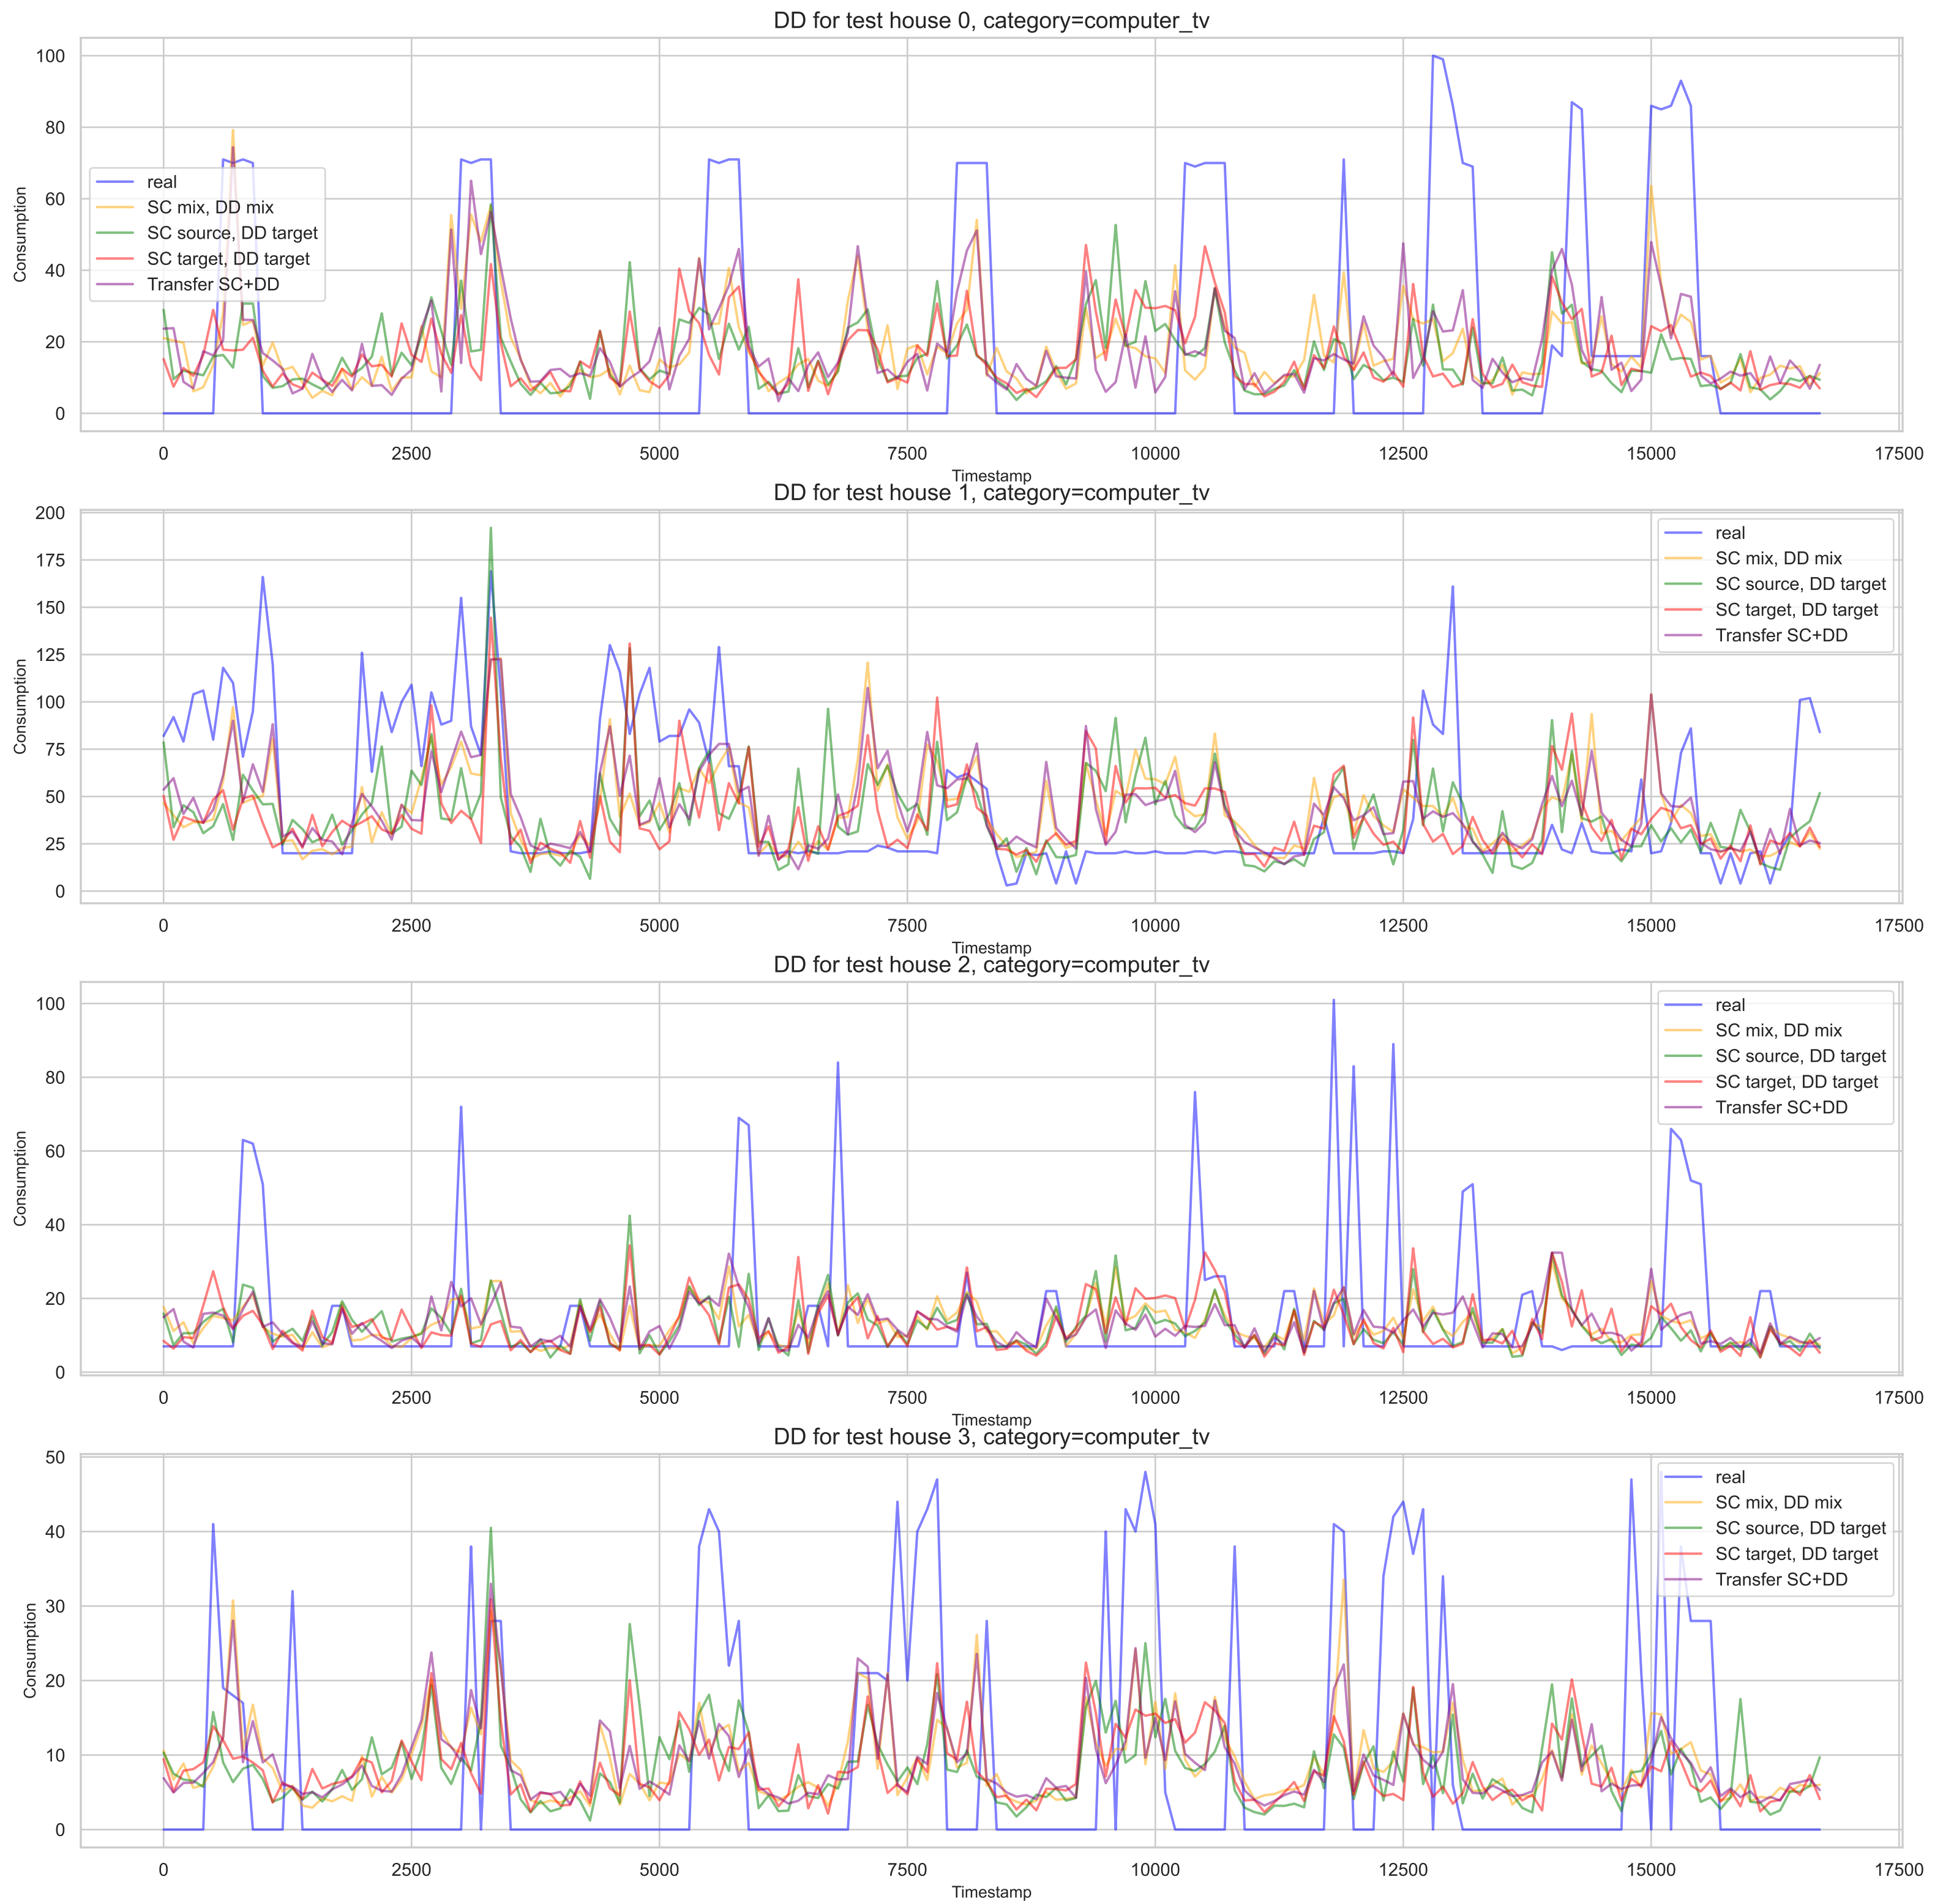 DD for test house 0, category=computer_tv
Consumption
100
80
60
40
20
0
real
SC mix, DD mix
SC source, DD target
SC target, DD target
Transfer SC+DD
0 2500 5000 7500 10000 12500 15000 17500
Timestamp
DD for test house 1, category=computer_tv
Consumption
200
175
150
125
100
75
50
25
0
real
SC mix, DD mix
SC source, DD target
SC target, DD target
Transfer SC+DD
0 2500 5000 7500 10000 12500 15000 17500
Timestamp
DD for test house 2, category=computer_tv
Consumption
100
80
60
40
20
0
real
SC mix, DD mix
SC source, DD target
SC target, DD target
Transfer SC+DD
0 2500 5000 7500 10000 12500 15000 17500
Timestamp
DD for test house 3, category=computer_tv
Consumption
50
40
30
20
10
0
real
SC mix, DD mix
SC source, DD target
SC target, DD target
Transfer SC+DD
0 2500 5000 7500 10000 12500 15000 17500
Timestamp